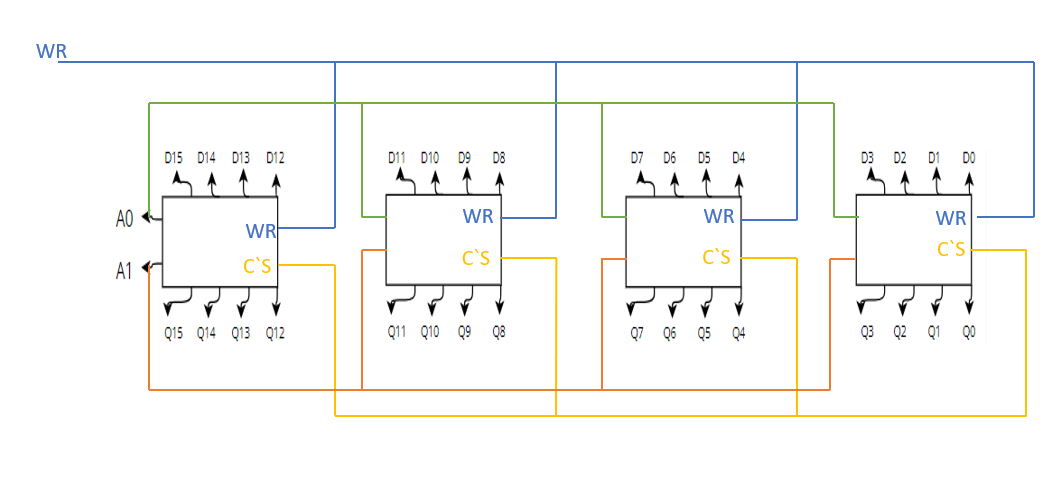 WR
D15 D14 D13 D12 D11 D10 D9 D8 D7 D6 D5 D4 D3 D2 D1 D0
A0 WR WR WR WR
A1 C`S C`S C`S C`S
Q15 Q14 Q13 Q12 Q11 Q10 Q9 Q8 Q7 Q6 Q5 Q4 Q3 Q2 Q1 Q0